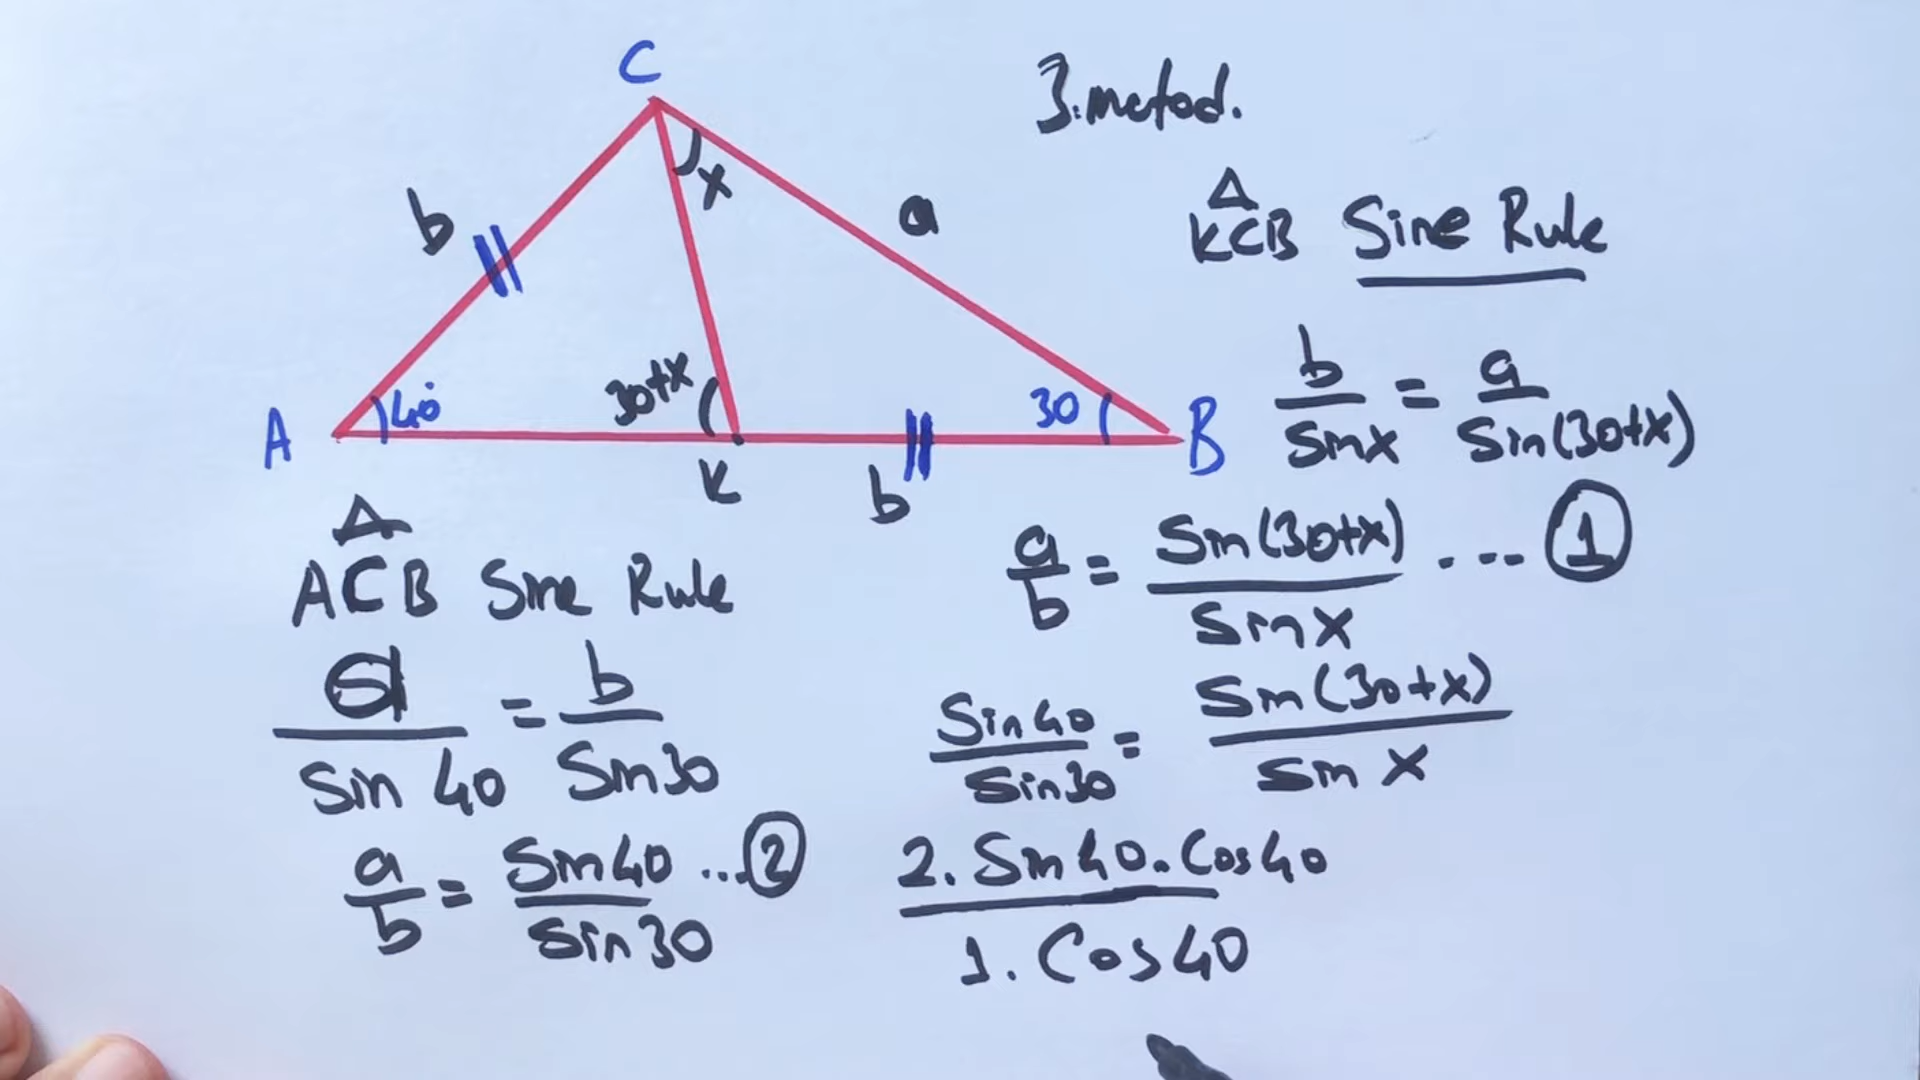 C
3.metod.
x
b
a
Δ
KCB Sine Rule
b/sinx = a/Sin(30+x)
A 40° 30+x 30 B
K
b
Δ
ACB Sine Rule
a/b = Sin(30+x)/sinx ... 1
a/Sin 40 = b/Sin30
Sin40/Sin30 = Sin(30+x)/sin x
a/b = Sin40/Sin30 ... 2
2.Sin40.Cos40/1.Cos40